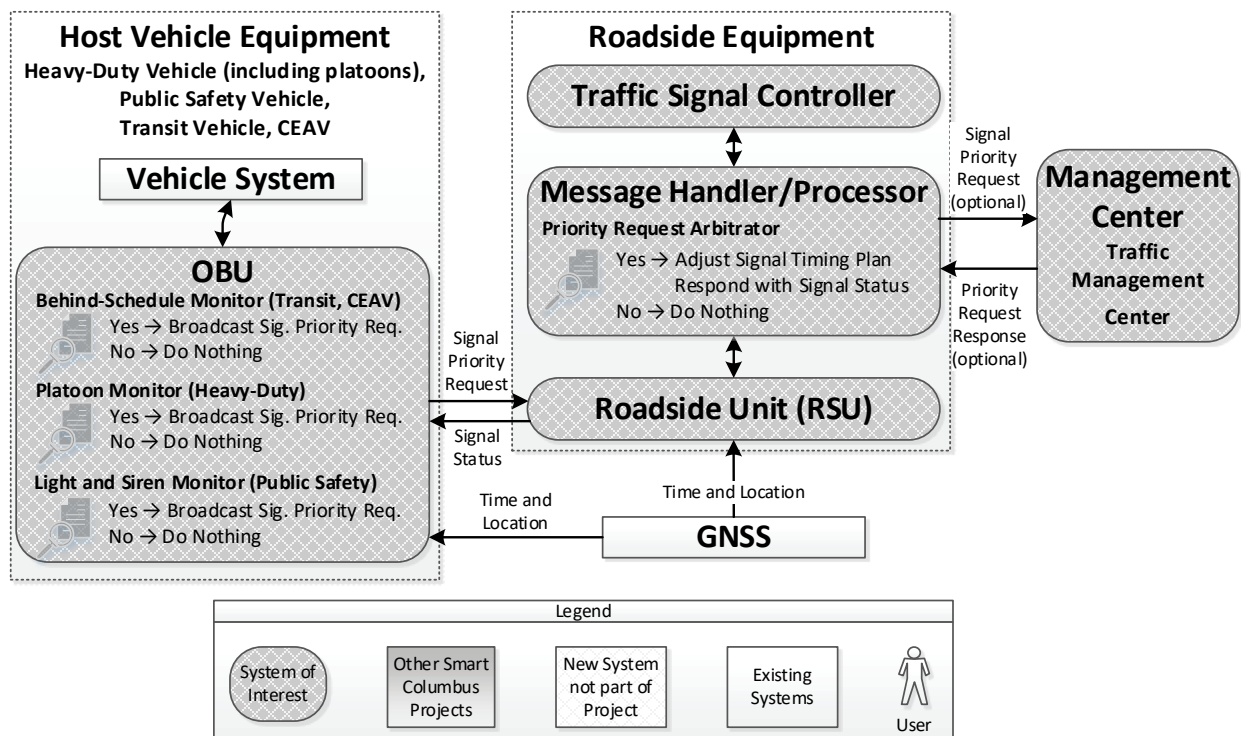 Host Vehicle Equipment
Heavy-Duty Vehicle (including platoons),
Public Safety Vehicle,
Transit Vehicle, CEAV
Vehicle System
OBU
Behind-Schedule Monitor (Transit, CEAV)
Yes → Broadcast Sig. Priority Req.
No → Do Nothing
Platoon Monitor (Heavy-Duty)
Yes → Broadcast Sig. Priority Req.
No → Do Nothing
Light and Siren Monitor (Public Safety)
Yes → Broadcast Sig. Priority Req.
No → Do Nothing
Signal
Priority
Request
Signal
Status
Time and
Location
Roadside Equipment
Traffic Signal Controller
Message Handler/Processor
Priority Request Arbitrator
Yes → Adjust Signal Timing Plan
Respond with Signal Status
No → Do Nothing
Roadside Unit (RSU)
Time and Location
GNSS
Signal
Priority
Request
(optional)
Priority
Request
Response
(optional)
Management
Center
Traffic
Management
Center
Legend
System of
Interest
Other Smart
Columbus
Projects
New System
not part of
Project
Existing
Systems
User